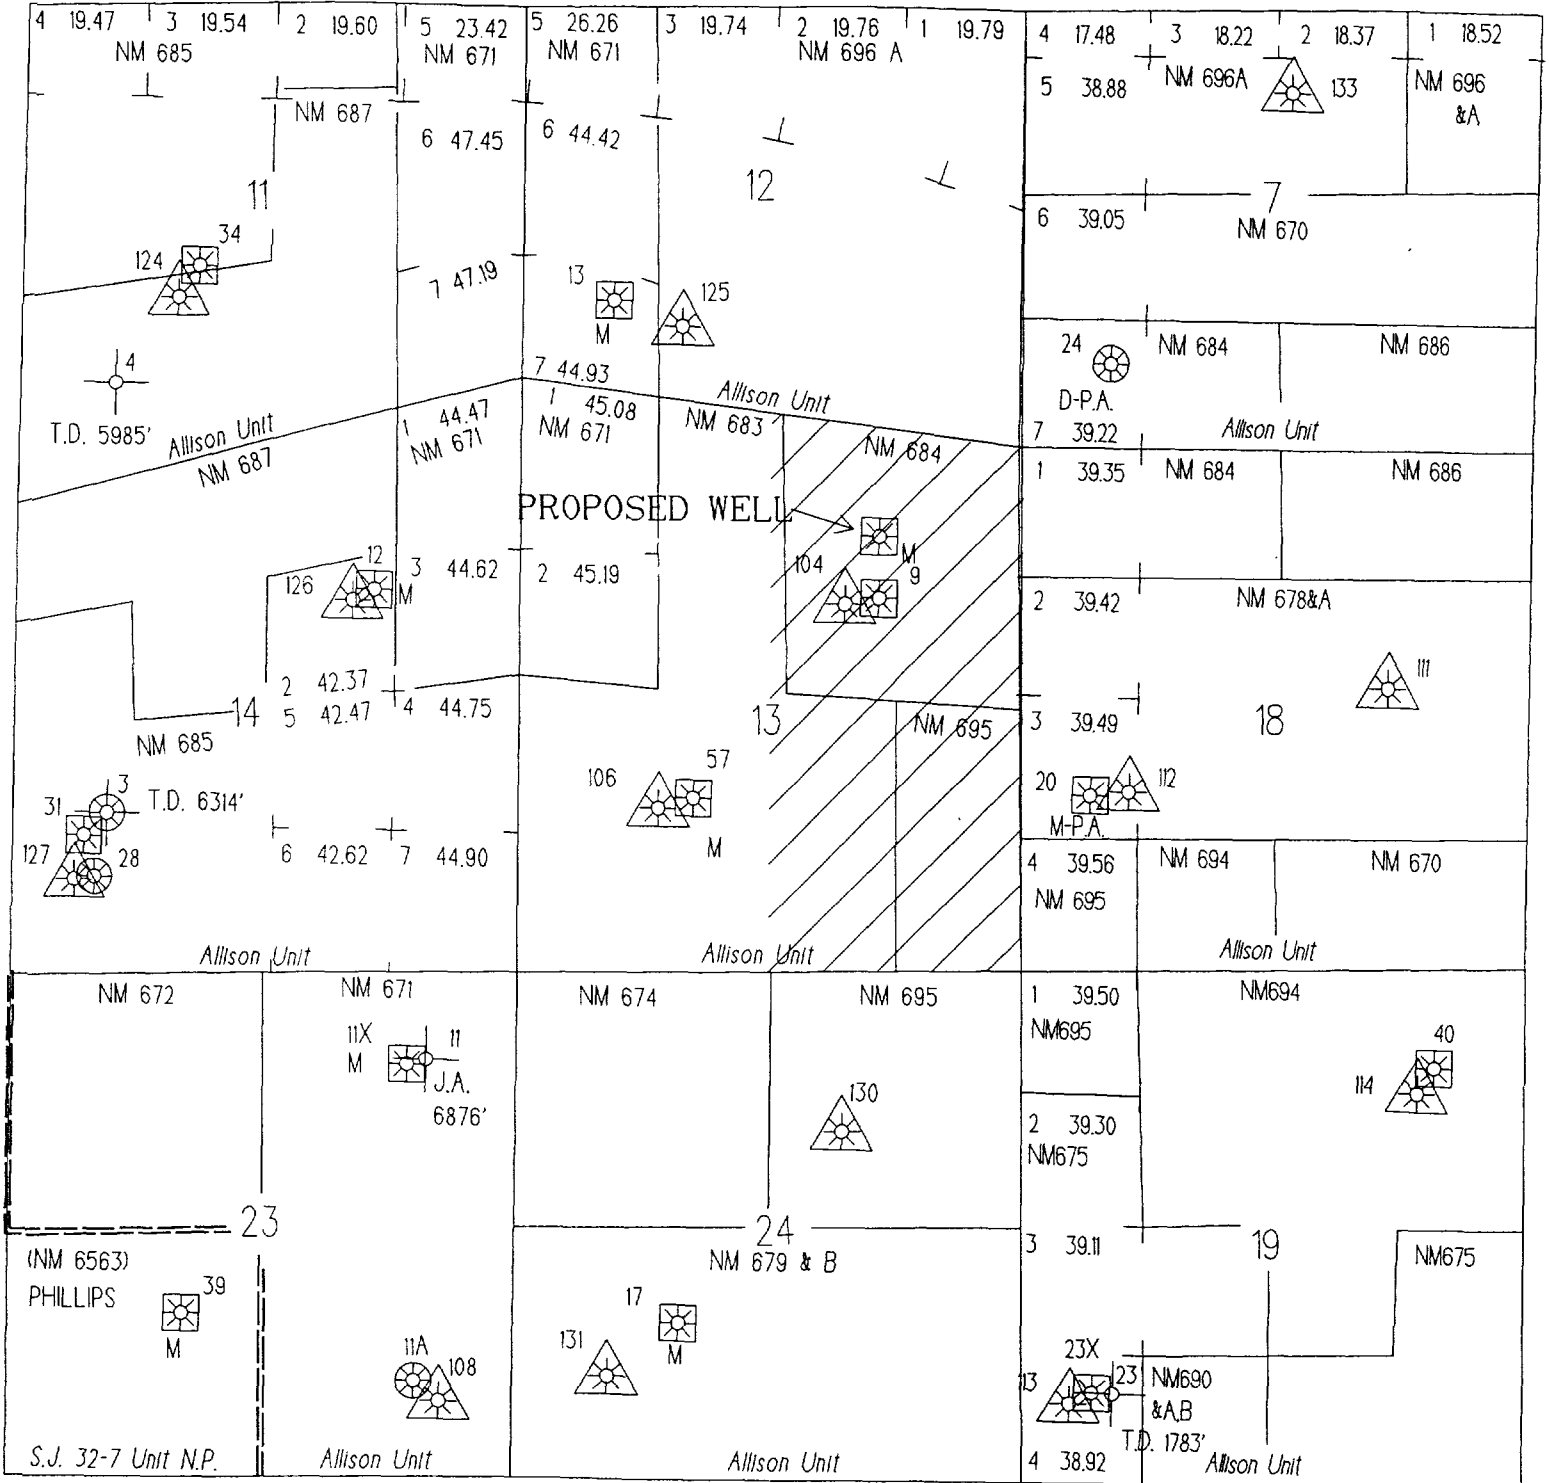 4 19.47
3 19.54
2 19.60
5 23.42
5 26.26
3 19.74
2 19.76
1 19.79
4 17.48
3 18.22
2 18.37
1 18.52
NM 685
NM 671
NM 671
NM 696 A
NM 696A
133
NM 696
&A
5 38.88
NM 687
6 47.45
6 44.42
11
12
7
6 39.05
NM 670
34
124
7 47.19
13
M
125
4
T.D. 5985'
24
D-P.A.
NM 684
NM 686
7 44.93
Allison Unit
7 39.22
Allison Unit
Allison Unit
NM 687
1 44.47
NM 671
1 45.08
NM 671
NM 683
NM 684
1 39.35
NM 684
NM 686
PROPOSED WELL
M
12
126
M
3 44.62
2 45.19
104
9
2 39.42
NM 678&A
111
2 42.37
14
5 42.47
4 44.75
13
NM 695
3 39.49
18
NM 685
3
T.D. 6314'
31
127
28
106
57
M
20
M-P.A.
112
6 42.62
7 44.90
4 39.56
NM 695
NM 694
NM 670
Allison Unit
Allison Unit
Allison Unit
NM 672
NM 671
NM 674
NM 695
1 39.50
NM695
NM694
11X
M
11
J.A.
6876'
130
40
114
2 39.30
NM675
23
24
NM 679 & B
3 39.11
19
NM675
(NM 6563)
PHILLIPS
39
M
17
M
131
11A
108
23X
13
23
NM690
&A,B
T.D. 1783'
S.J. 32-7 Unit N.P.
Allison Unit
Allison Unit
4 38.92
Allison Unit